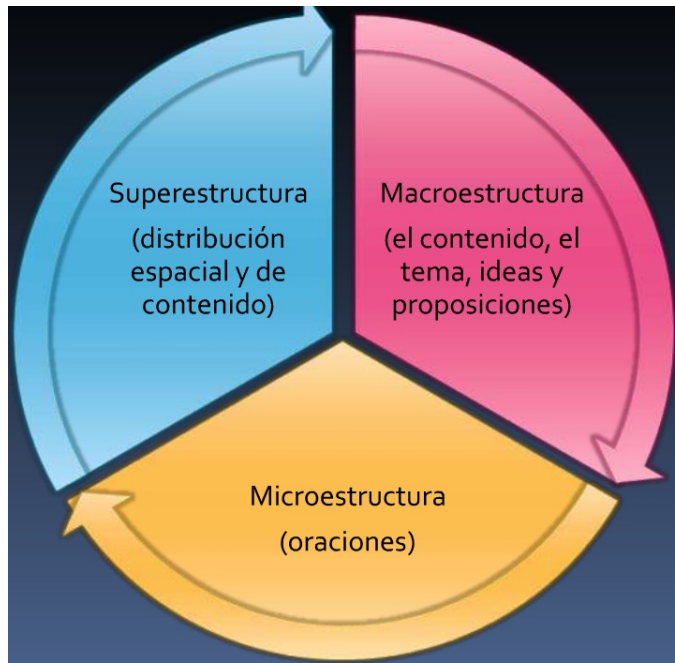 Superestructura
(distribución
espacial y de
contenido)
Macroestructura
(el contenido, el
tema, ideas y
proposiciones)
Microestructura
(oraciones)